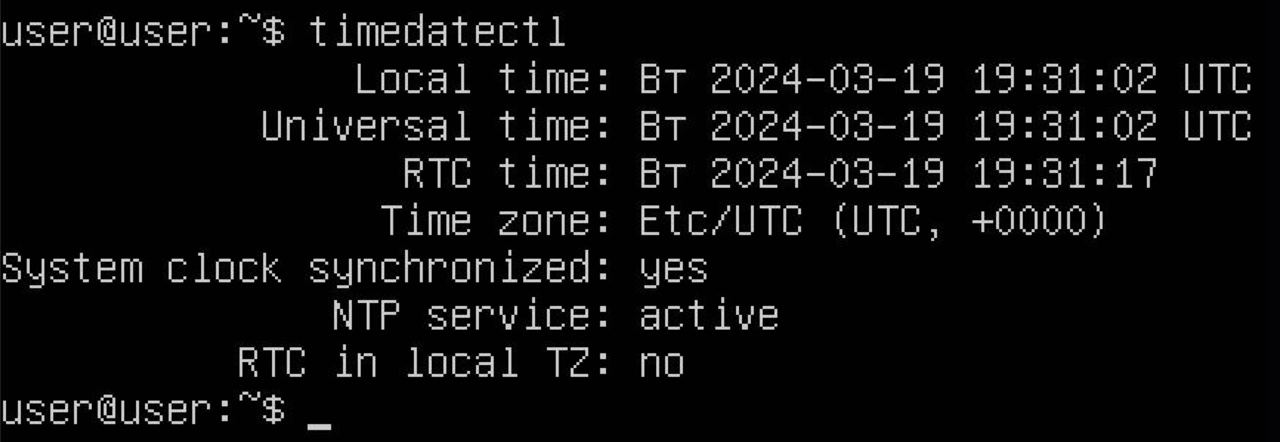 user@user:~$ timedatectl
Local time: Вт 2024-03-19 19:31:02 UTC
Universal time: Вт 2024-03-19 19:31:02 UTC
RTC time: Вт 2024-03-19 19:31:17
Time zone: Etc/UTC (UTC, +0000)
System clock synchronized: yes
NTP service: active
RTC in local TZ: no
user@user:~$ _